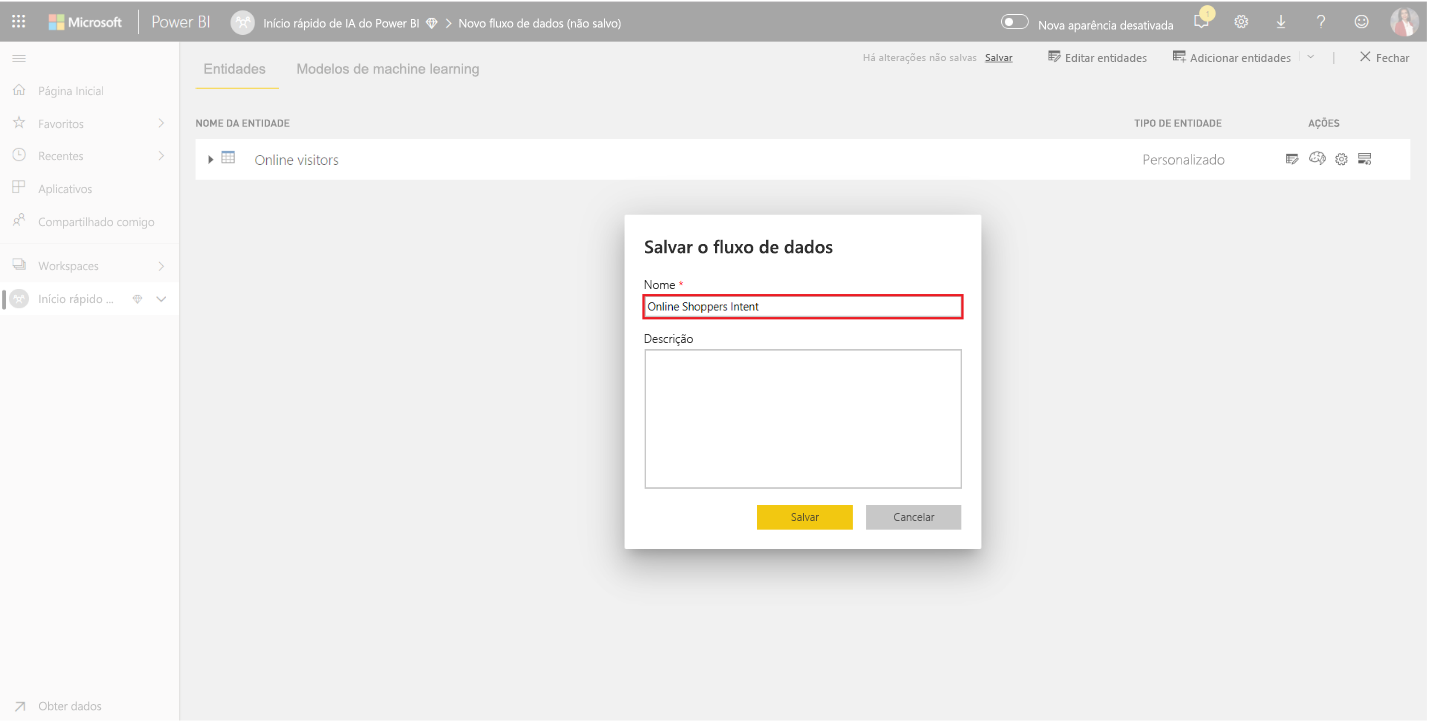 Microsoft Power BI Início rápido de IA do Power BI > Novo fluxo de dados (não salvo) Nova aparência desativada 1 ?
Entidades Modelos de machine learning Há alterações não salvas Salvar Editar entidades Adicionar entidades | Fechar
Página Inicial
Favoritos
Recentes
Aplicativos
Compartilhado comigo
Workspaces
Início rápido ...
Obter dados
NOME DA ENTIDADE TIPO DE ENTIDADE AÇÕES
Online visitors Personalizado
Salvar o fluxo de dados
Nome *
Online Shoppers Intent
Descrição
Salvar Cancelar